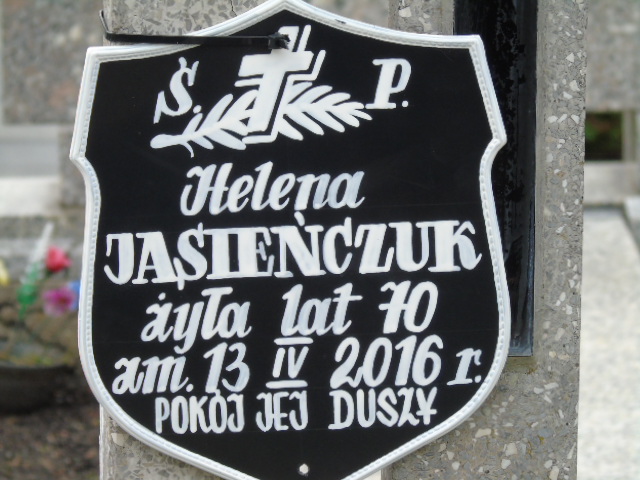 Ś. P.
Helena
JASIEŃCZUK
żyła lat 70
zm. 13 IV 2016 r.
POKÓJ JEJ DUSZY